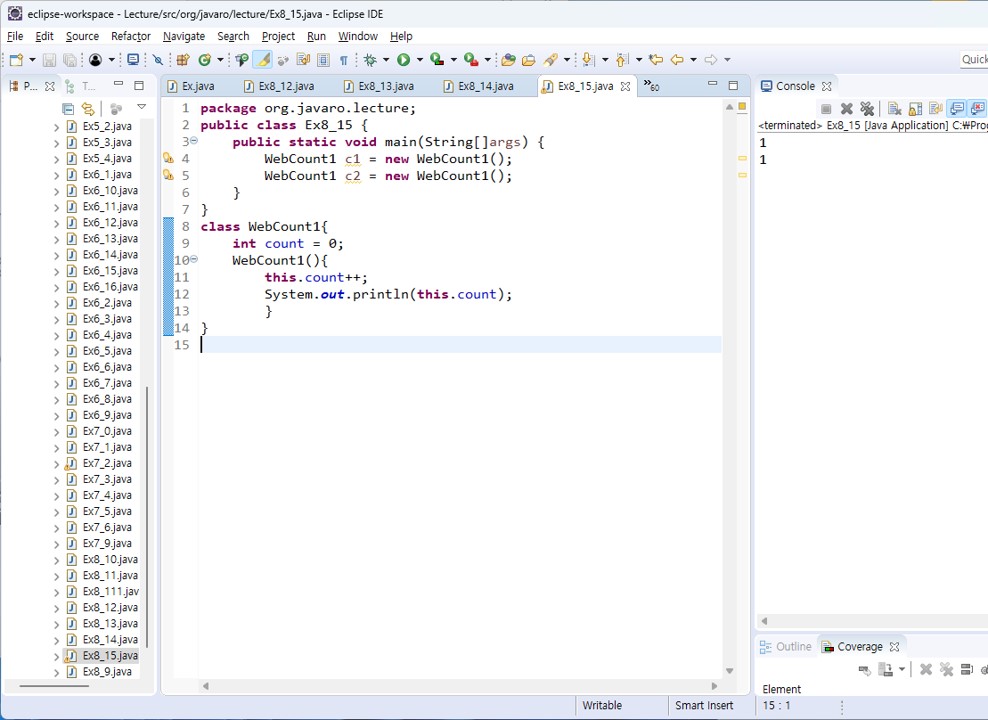 eclipse-workspace - Lecture/src/org/javaro/lecture/Ex8_15.java - Eclipse IDE
File Edit Source Refactor Navigate Search Project Run Window Help
Quick
P... T...
Ex.java Ex8_12.java Ex8_13.java Ex8_14.java Ex8_15.java »60
Console
<terminated> Ex8_15 [Java Application] C:₩Proc
1
1
Ex5_2.java
Ex5_3.java
Ex5_4.java
Ex6_1.java
Ex6_10.java
Ex6_11.java
Ex6_12.java
Ex6_13.java
Ex6_14.java
Ex6_15.java
Ex6_16.java
Ex6_2.java
Ex6_3.java
Ex6_4.java
Ex6_5.java
Ex6_6.java
Ex6_7.java
Ex6_8.java
Ex6_9.java
Ex7_0.java
Ex7_1.java
Ex7_2.java
Ex7_3.java
Ex7_4.java
Ex7_5.java
Ex7_6.java
Ex7_9.java
Ex8_10.java
Ex8_11.java
Ex8_111.jav
Ex8_12.java
Ex8_13.java
Ex8_14.java
Ex8_15.java
Ex8_9.java
1 package org.javaro.lecture;
2 public class Ex8_15 {
3 public static void main(String[]args) {
4 WebCount1 c1 = new WebCount1();
5 WebCount1 c2 = new WebCount1();
6 }
7 }
8 class WebCount1{
9 int count = 0;
10 WebCount1(){
11 this.count++;
12 System.out.println(this.count);
13 }
14 }
15
Outline Coverage
Element
Writable Smart Insert 15 : 1